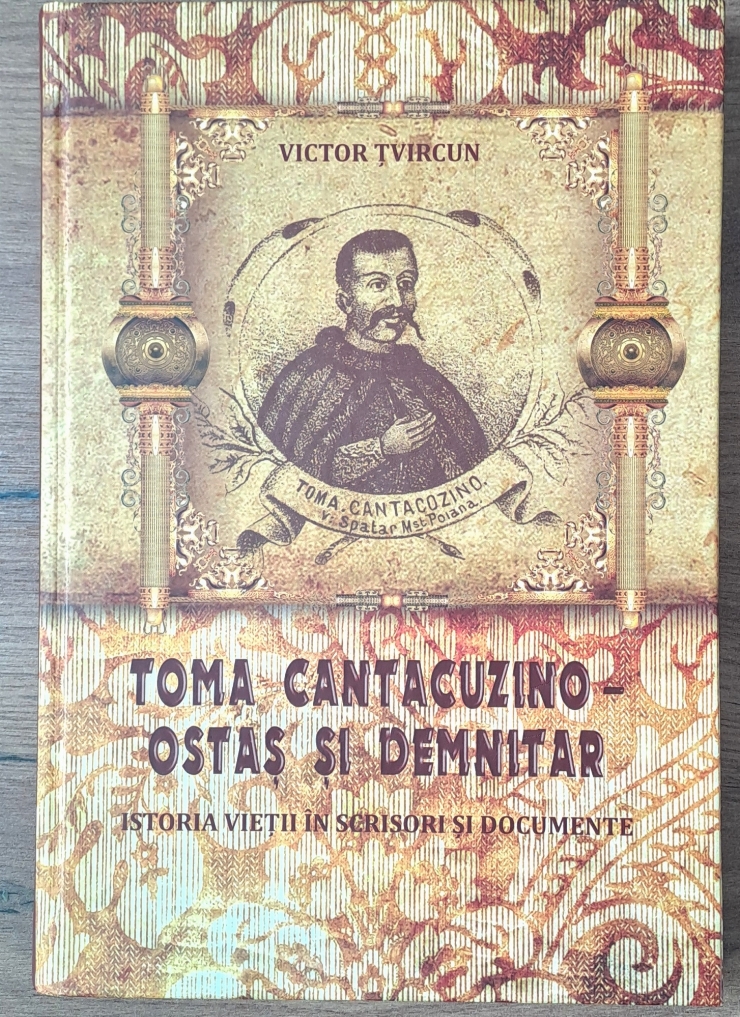 VICTOR ȚVIRCUN
TOMA. CANTACOZINO.
v. Spatar Mst. Poiana.
TOMA CANTACUZINO –
OSTAȘ ȘI DEMNITAR
ISTORIA VIEȚII ÎN SCRISORI ȘI DOCUMENTE